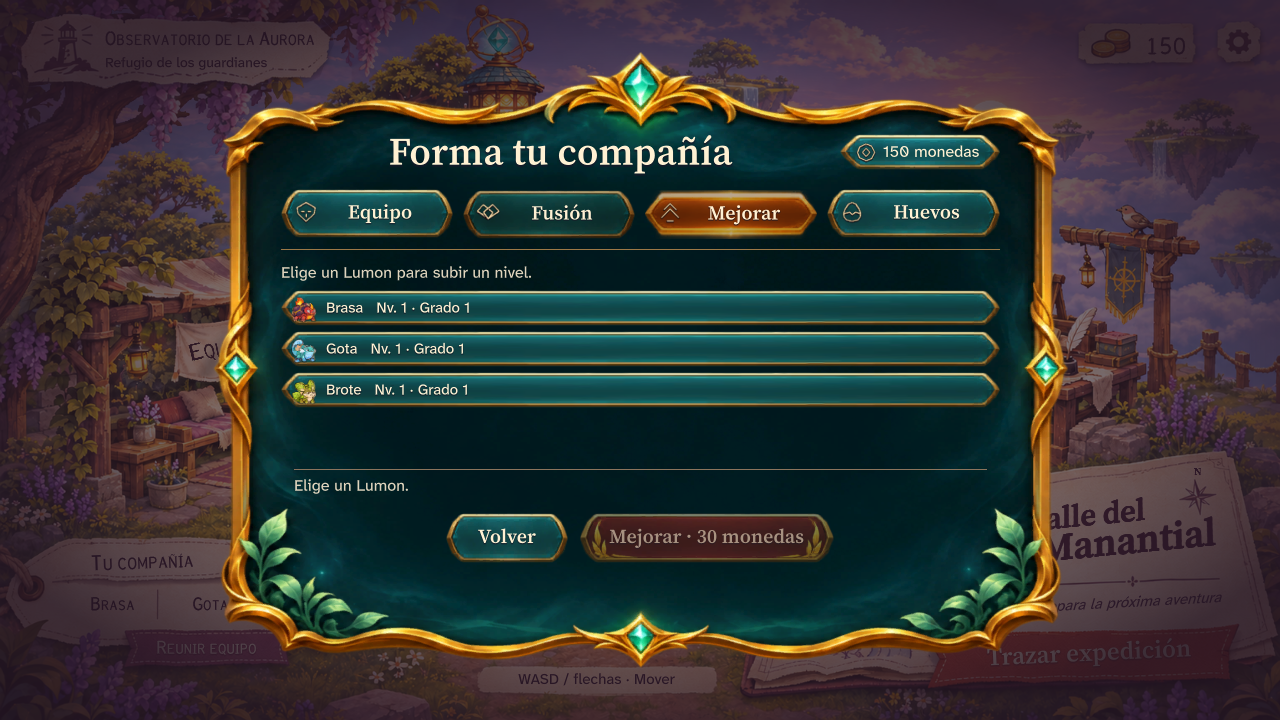 Observatorio de la Aurora
Refugio de los guardianes
150
Forma tu compañía
150 monedas
Equipo
Fusión
Mejorar
Huevos
Elige un Lumon para subir un nivel.
Brasa Nv. 1 · Grado 1
Gota Nv. 1 · Grado 1
Brote Nv. 1 · Grado 1
Elige un Lumon.
Volver
Mejorar · 30 monedas
EQU
N
alle del
Manantial
para la próxima aventura
Trazar expedición
Tu compañía
Brasa
Gota
Reunir equipo
WASD / flechas · Mover